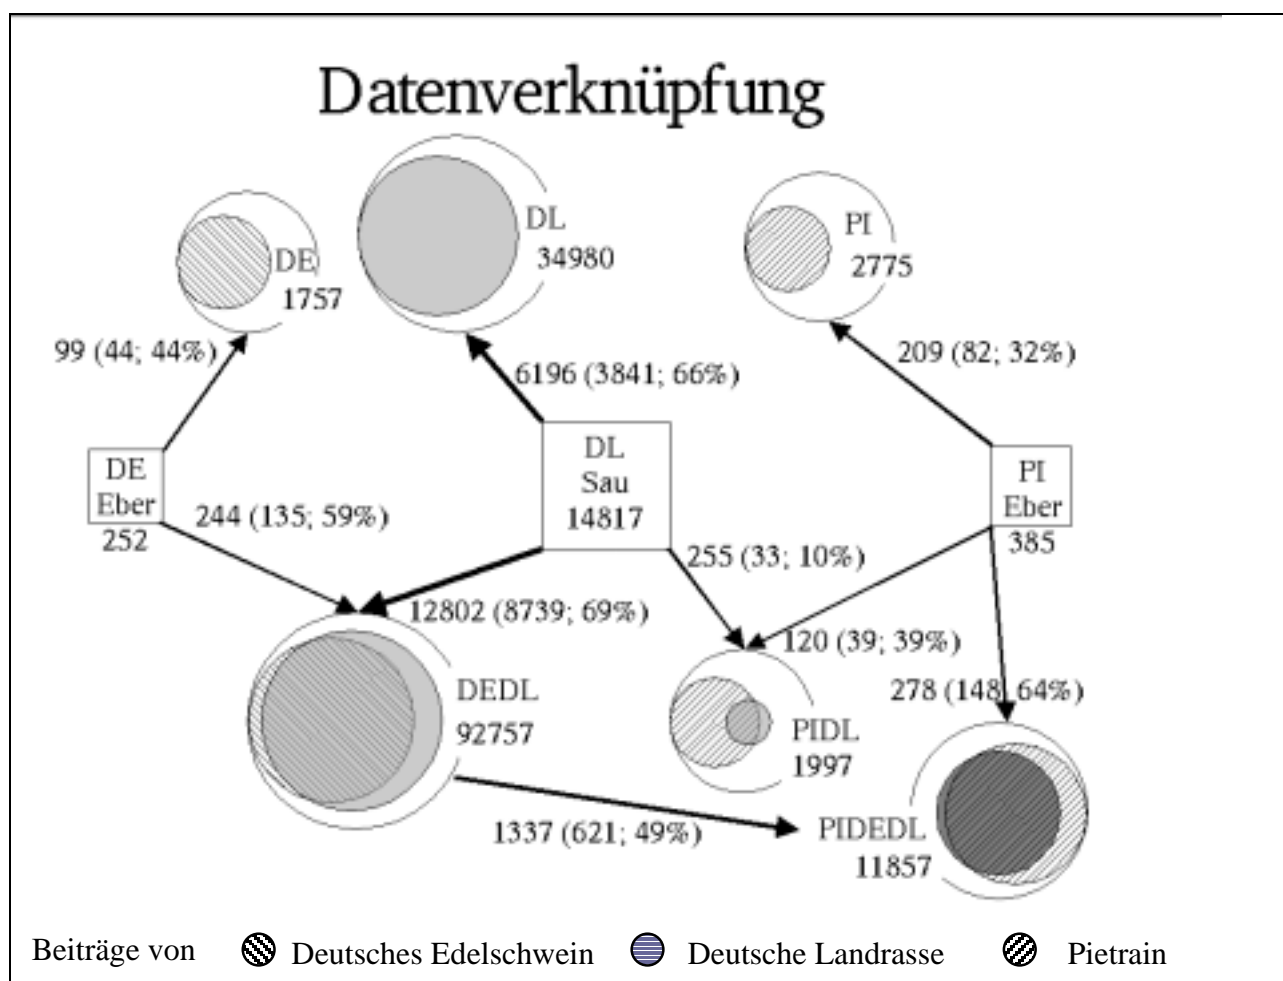 Datenverknüpfung
DE
1757
DL
34980
PI
2775
99 (44; 44%)
6196 (3841; 66%)
209 (82; 32%)
DE
Eber
252
DL
Sau
14817
PI
Eber
385
244 (135; 59%)
255 (33; 10%)
12802 (8739; 69%)
120 (39; 39%)
278 (148; 64%)
DEDL
92757
PIDL
1997
1337 (621; 49%)
PIDEDL
11857
Beiträge von Deutsches Edelschwein Deutsche Landrasse Pietrain